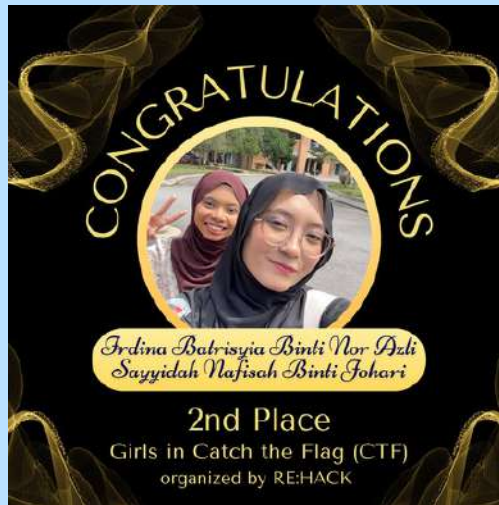 CONGRATULATIONS
Irdina Batrisyia Binti Nor Azli
Sayyidah Nafisah Binti Johari
2nd Place
Girls in Catch the Flag (CTF)
organized by RE:HACK